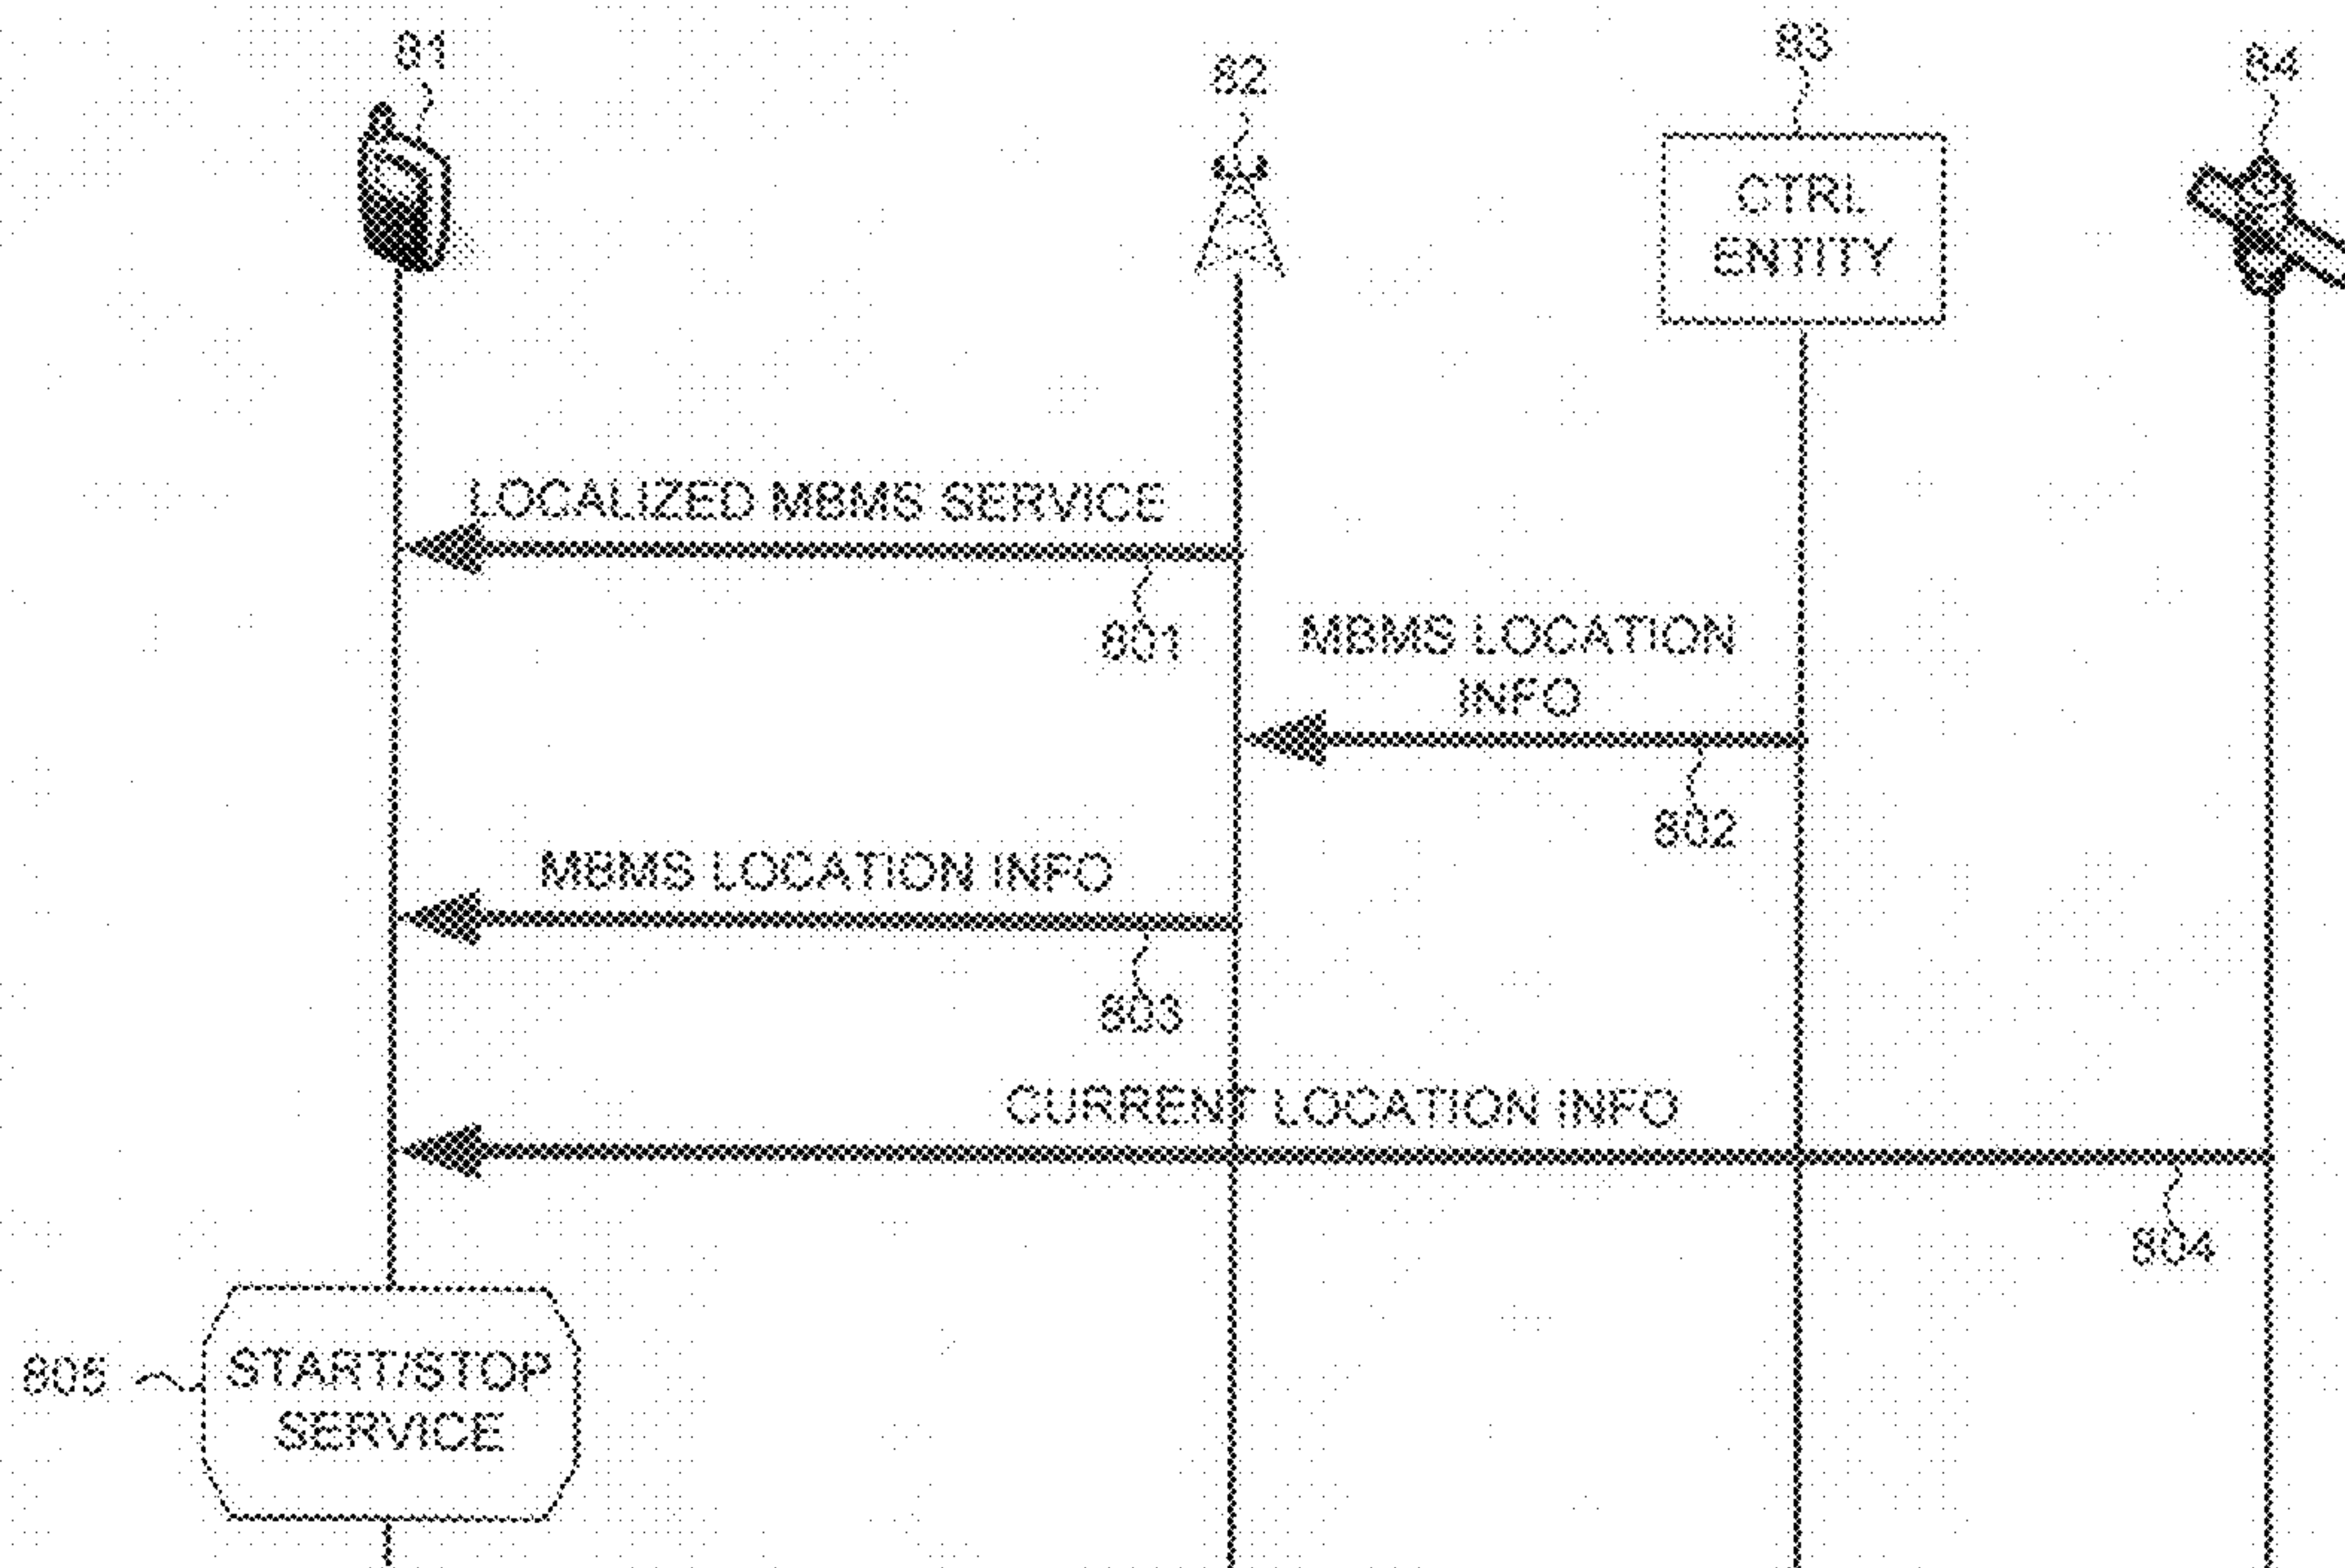 81
82
83
84
CTRL
ENTITY
LOCALIZED MBMS SERVICE
801
MBMS LOCATION
INFO
802
MBMS LOCATION INFO
803
CURRENT LOCATION INFO
804
805
START/STOP
SERVICE